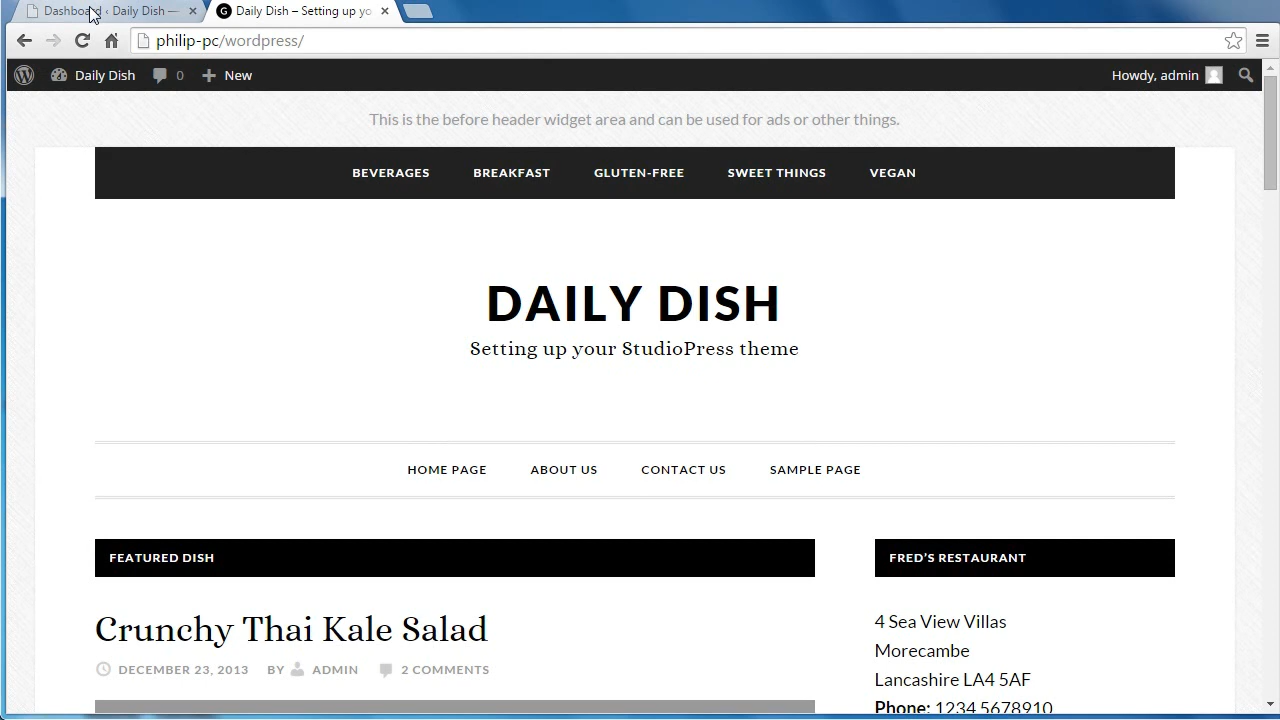 Dashboard ‹ Daily Dish —
Daily Dish – Setting up yo
philip-pc/wordpress/
Daily Dish 0 New Howdy, admin
This is the before header widget area and can be used for ads or other things.
BEVERAGES BREAKFAST GLUTEN-FREE SWEET THINGS VEGAN
DAILY DISH
Setting up your StudioPress theme
HOME PAGE ABOUT US CONTACT US SAMPLE PAGE
FEATURED DISH
Crunchy Thai Kale Salad
DECEMBER 23, 2013 BY ADMIN 2 COMMENTS
FRED'S RESTAURANT
4 Sea View Villas
Morecambe
Lancashire LA4 5AF
Phone: 1234 5678910